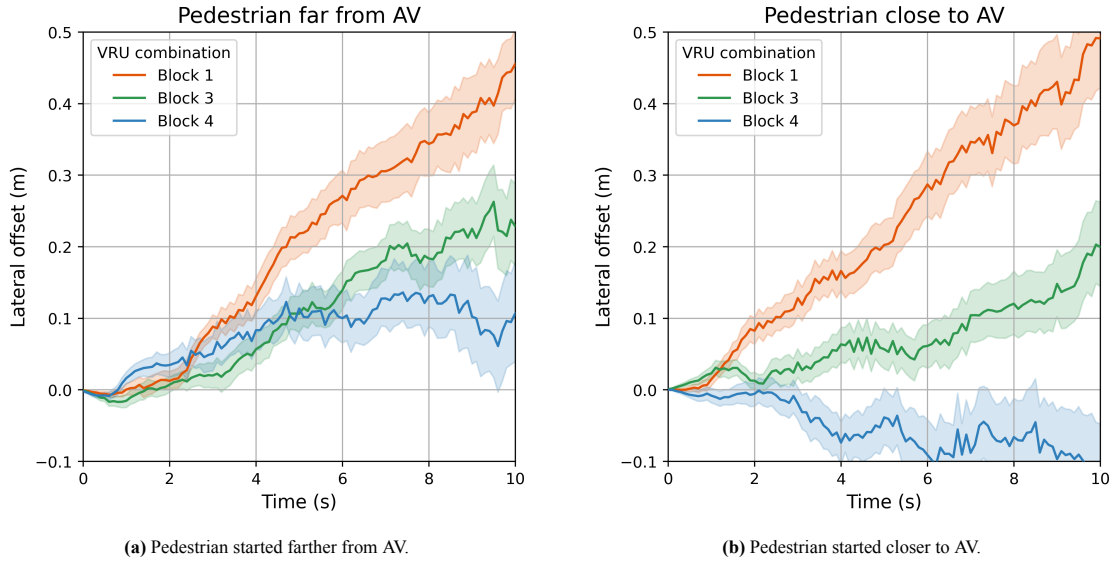 Pedestrian far from AV
0.5
0.4
0.3
0.2
0.1
0.0
−0.1
Lateral offset (m)
VRU combination
Block 1
Block 3
Block 4
0 2 4 6 8 10
Time (s)
(a) Pedestrian started farther from AV.
Pedestrian close to AV
0.5
0.4
0.3
0.2
0.1
0.0
−0.1
Lateral offset (m)
VRU combination
Block 1
Block 3
Block 4
0 2 4 6 8 10
Time (s)
(b) Pedestrian started closer to AV.